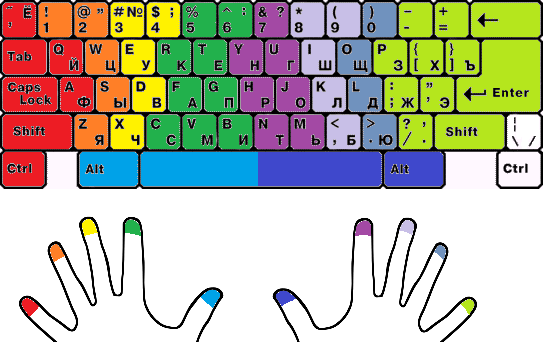 ¨ Ё ! 1 @ " 2 # № 3 $ ; 4 % 5 ^ : 6 & ? 7 * 8 ( 9 ) 0 – - + = ←
Tab Q Й W Ц E У R К T Е Y Н U Г I Ш O Щ P З { [ Х } ] Ъ
Caps Lock A Ф S Ы D В F А G П H Р J О K Л L Д : ; Ж " ' Э ← Enter
Shift Z Я X Ч C С V М B И N Т M Ь < , Б > . Ю ? , / . Shift ¦ \ /
Ctrl Alt Alt Ctrl